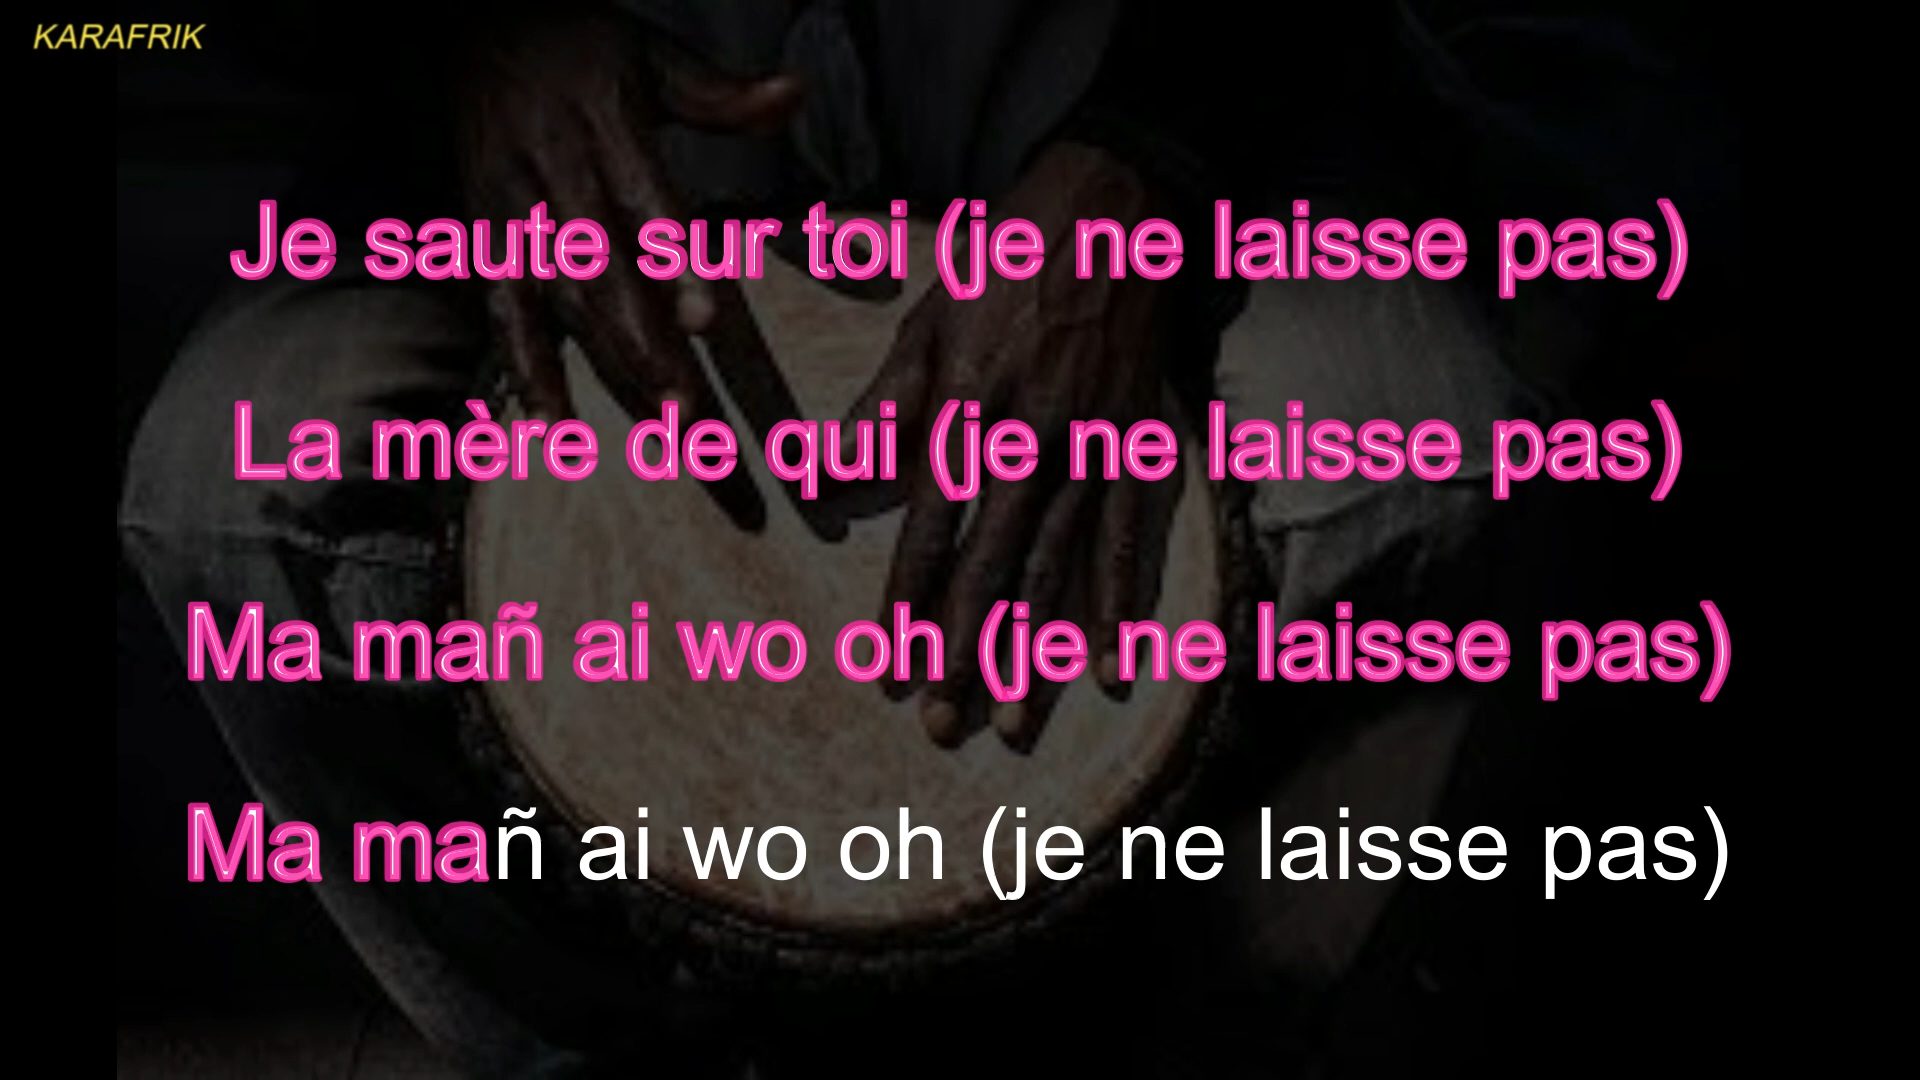 KARAFRIK
Je saute sur toi (je ne laisse pas)
La mère de qui (je ne laisse pas)
Ma mañ ai wo oh (je ne laisse pas)
Ma mañ ai wo oh (je ne laisse pas)